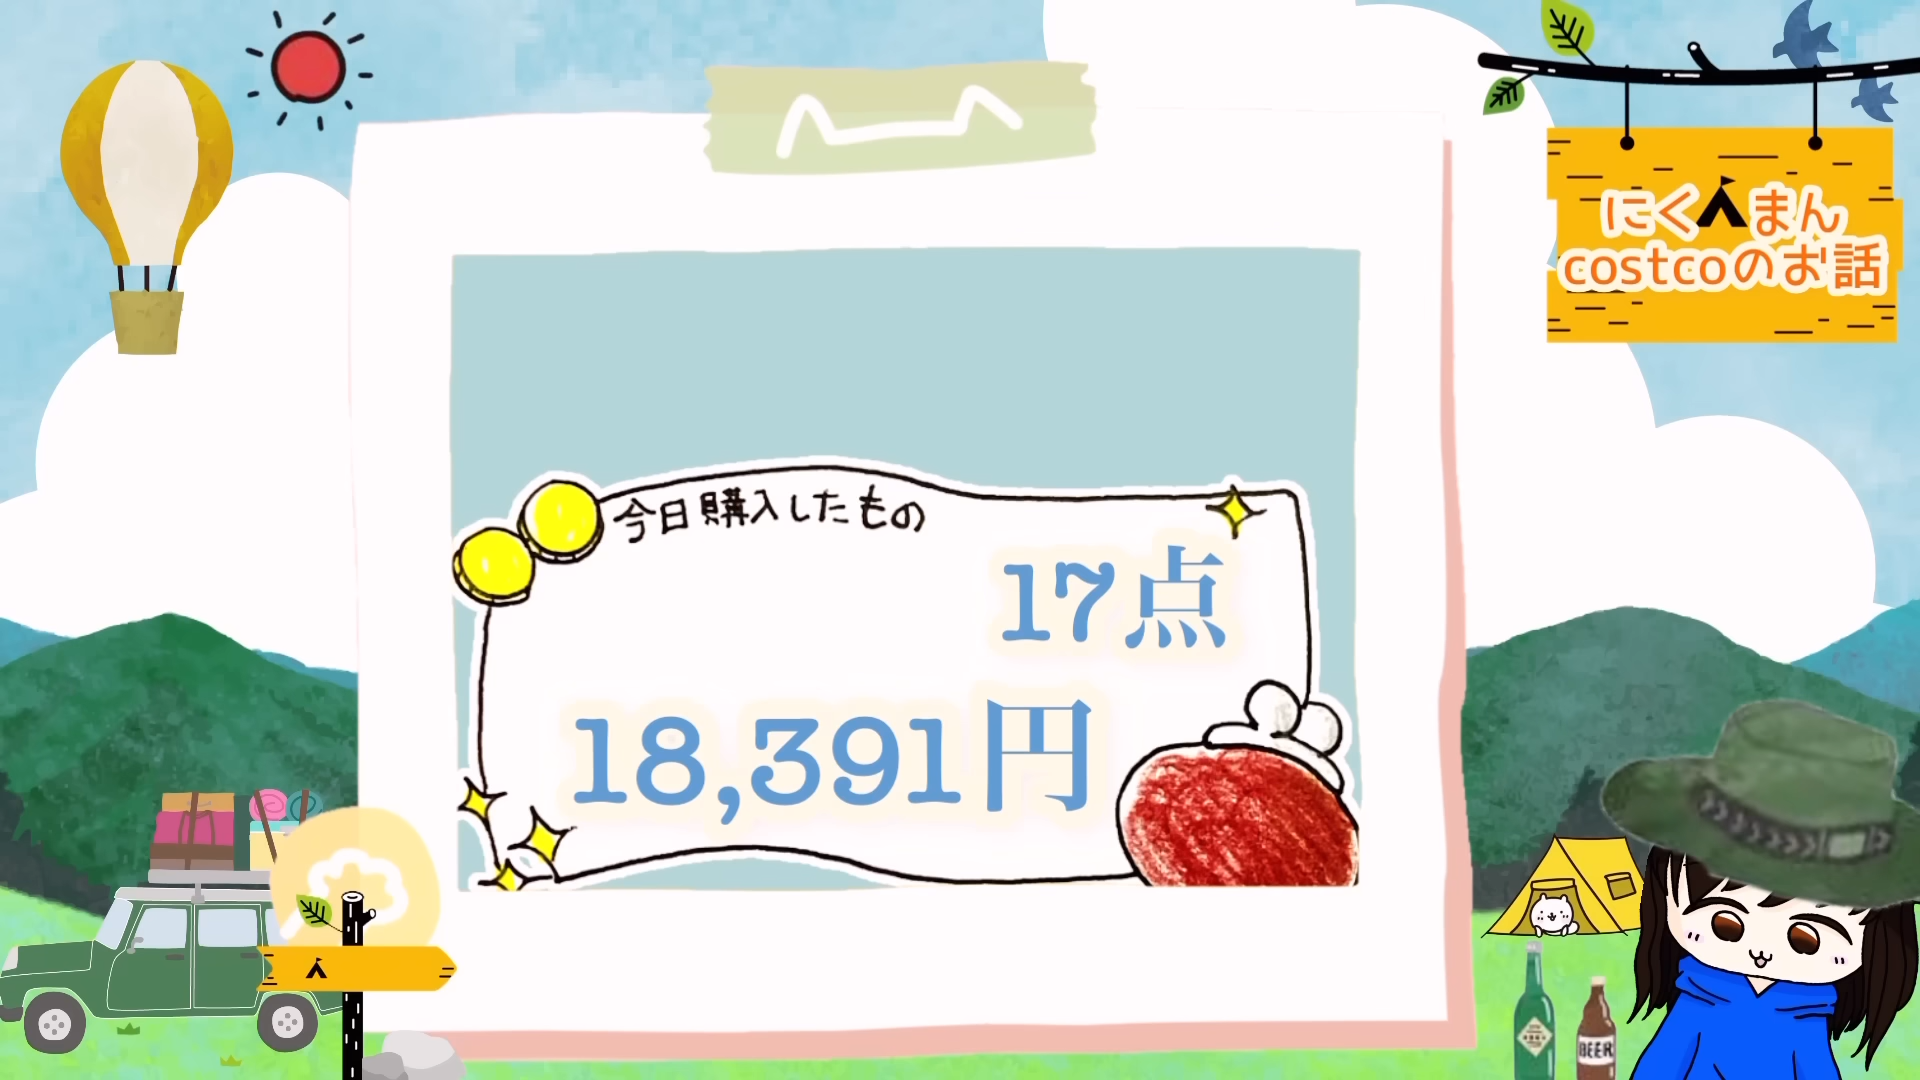 にくまん
costcoのお話
今日購入したもの
17点
18,391円
BEER